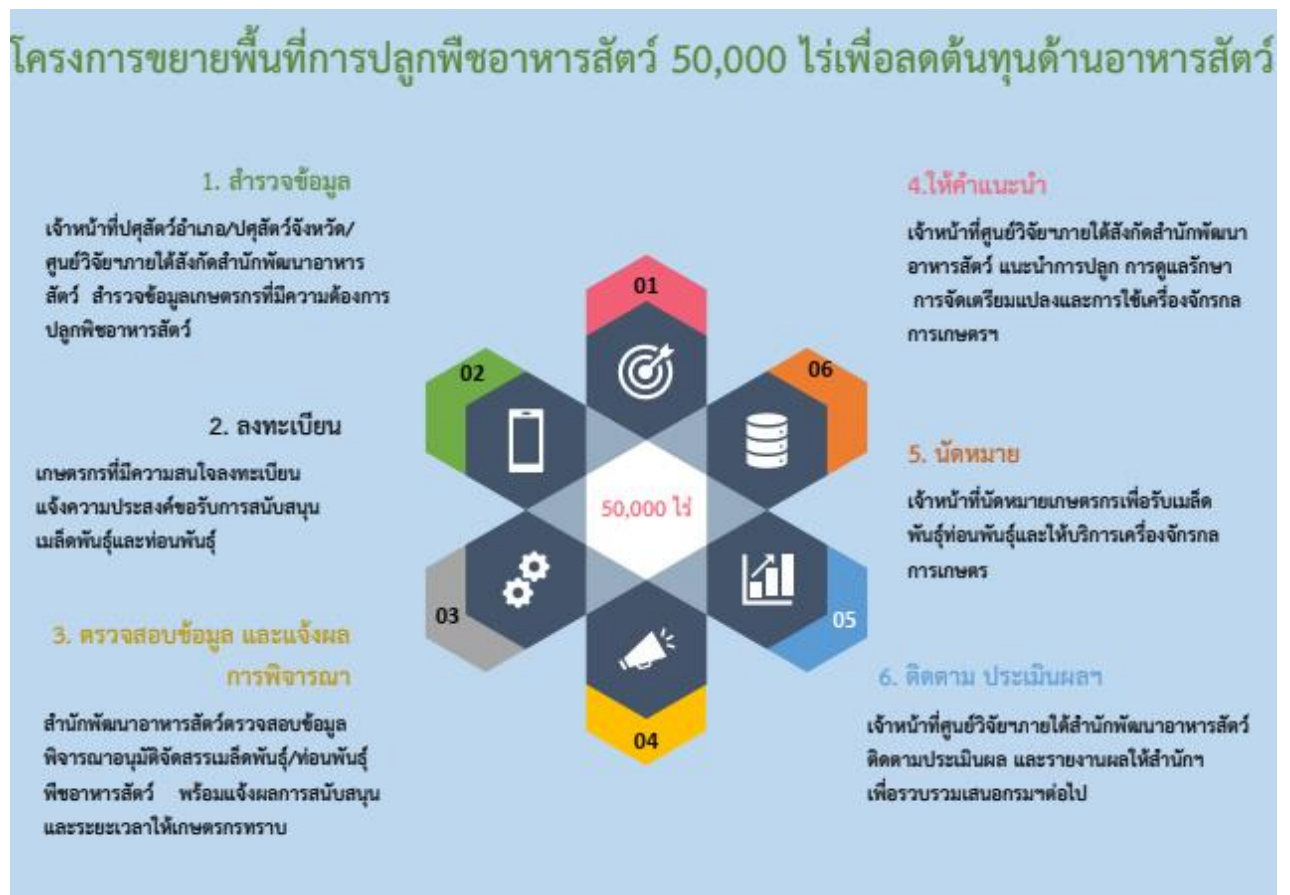 โครงการขยายพื้นที่การปลูกพืชอาหารสัตว์ 50,000 ไร่เพื่อลดต้นทุนด้านอาหารสัตว์
1. สำรวจข้อมูล
เจ้าหน้าที่ปศุสัตว์อำเภอ/ปศุสัตว์จังหวัด/
ศูนย์วิจัยฯภายใต้สังกัดสำนักพัฒนาอาหาร
สัตว์ สำรวจข้อมูลเกษตรกรที่มีความต้องการ
ปลูกพืชอาหารสัตว์
2. ลงทะเบียน
เกษตรกรที่มีความสนใจลงทะเบียน
แจ้งความประสงค์ขอรับการสนับสนุน
เมล็ดพันธุ์และท่อนพันธุ์
3. ตรวจสอบข้อมูล และแจ้งผล
การพิจารณา
สำนักพัฒนาอาหารสัตว์ตรวจสอบข้อมูล
พิจารณาอนุมัติจัดสรรเมล็ดพันธุ์/ท่อนพันธุ์
พืชอาหารสัตว์ พร้อมแจ้งผลการสนับสนุน
และระยะเวลาให้เกษตรกรทราบ
01
02
06
50,000 ไร่
03
05
04
4.ให้คำแนะนำ
เจ้าหน้าที่ศูนย์วิจัยฯภายใต้สังกัดสำนักพัฒนา
อาหารสัตว์ แนะนำการปลูก การดูแลรักษา
การจัดเตรียมแปลงและการใช้เครื่องจักรกล
การเกษตรฯ
5. นัดหมาย
เจ้าหน้าที่นัดหมายเกษตรกรเพื่อรับเมล็ด
พันธุ์ท่อนพันธุ์และให้บริการเครื่องจักรกล
การเกษตร
6. ติดตาม ประเมินผลฯ
เจ้าหน้าที่ศูนย์วิจัยฯภายใต้สำนักพัฒนาอาหารสัตว์
ติดตามประเมินผล และรายงานผลให้สำนักฯ
เพื่อรวบรวมเสนอกรมฯต่อไป